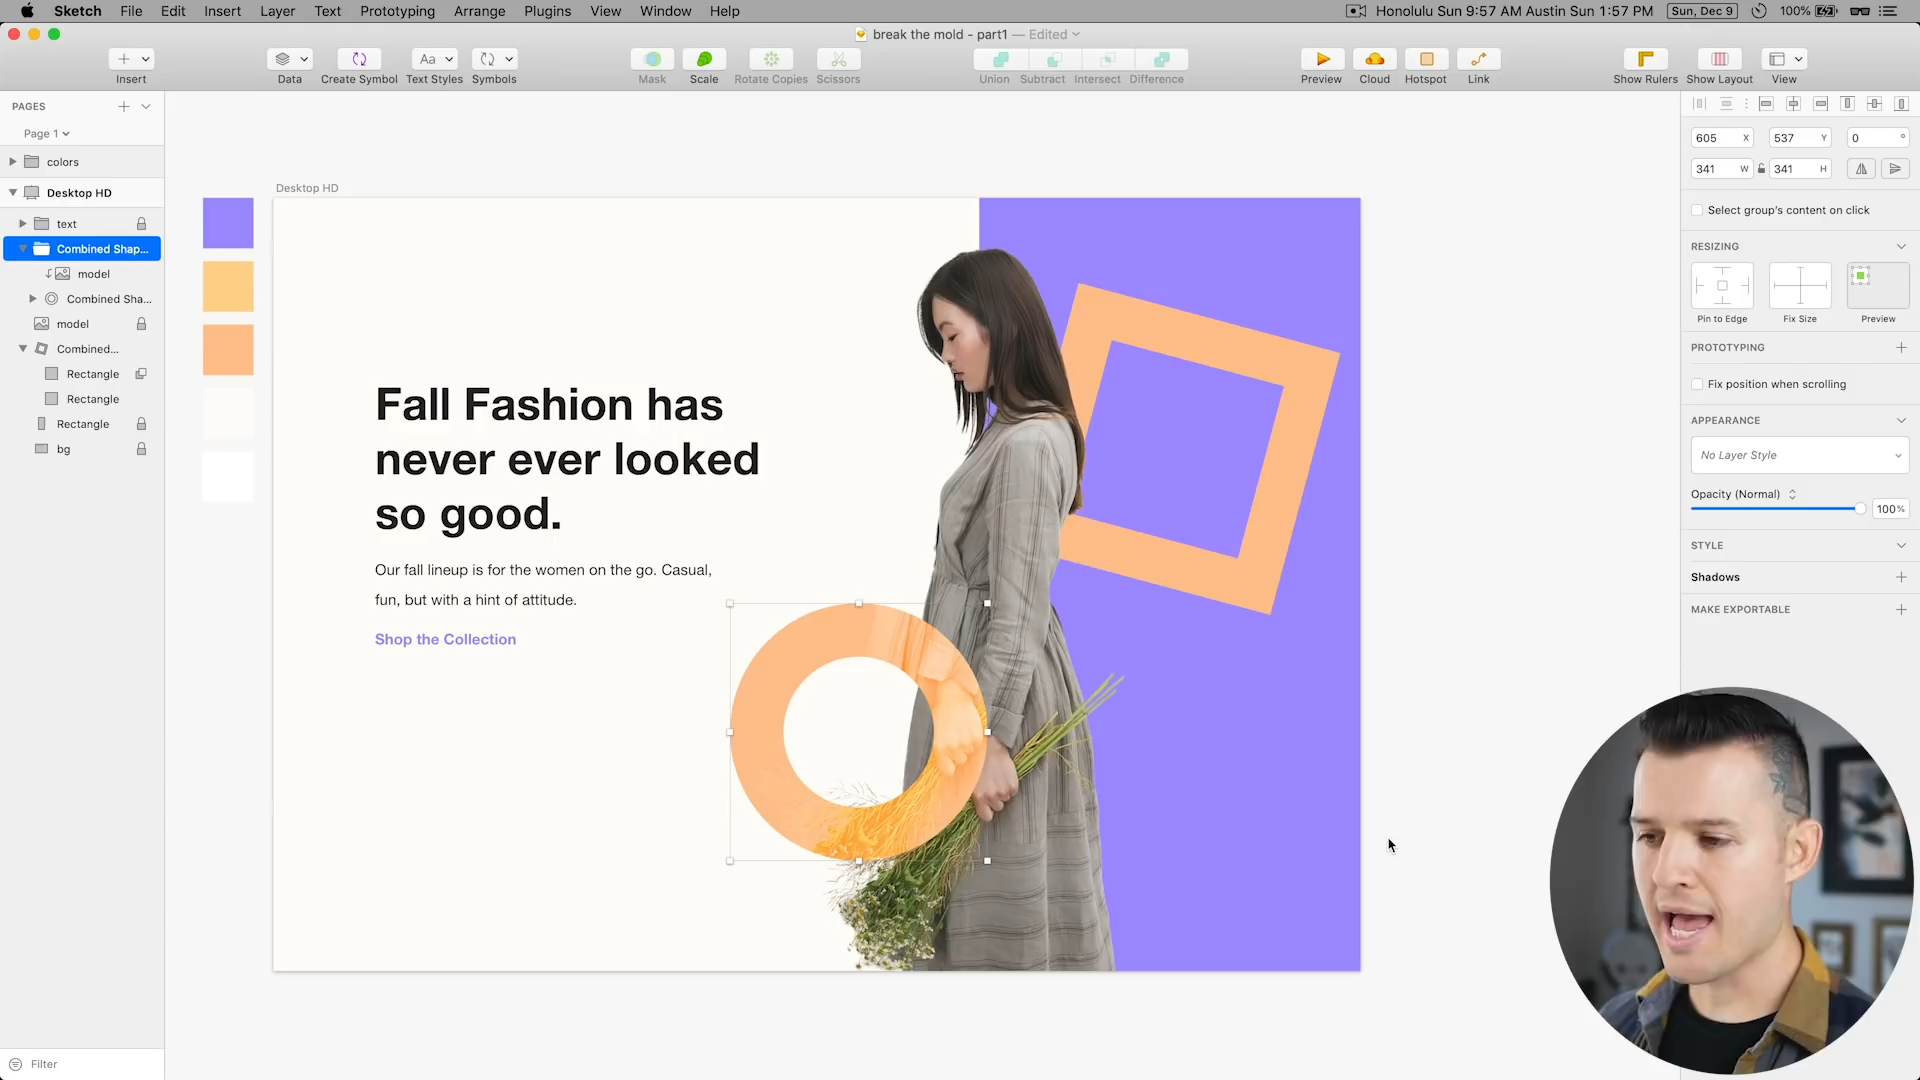 Sketch File Edit Insert Layer Text Prototyping Arrange Plugins View Window Help
Honolulu Sun 9:57 AM Austin Sun 1:57 PM Sun, Dec 9 100%
break the mold - part1 — Edited
Insert Data Create Symbol Text Styles Symbols Mask Scale Rotate Copies Scissors Union Subtract Intersect Difference Preview Cloud Hotspot Link Show Rulers Show Layout View
Aa
PAGES
Page 1
colors
Desktop HD
text
Combined Shap...
model
Combined Sha...
model
Combined...
Rectangle
Rectangle
Rectangle
bg
Filter
Desktop HD
Fall Fashion has
never ever looked
so good.
Our fall lineup is for the women on the go. Casual,
fun, but with a hint of attitude.
Shop the Collection
605 X 537 Y 0 °
341 W 341 H
Select group's content on click
RESIZING
Pin to Edge Fix Size Preview
PROTOTYPING
Fix position when scrolling
APPEARANCE
No Layer Style
Opacity (Normal)
100%
STYLE
Shadows
MAKE EXPORTABLE